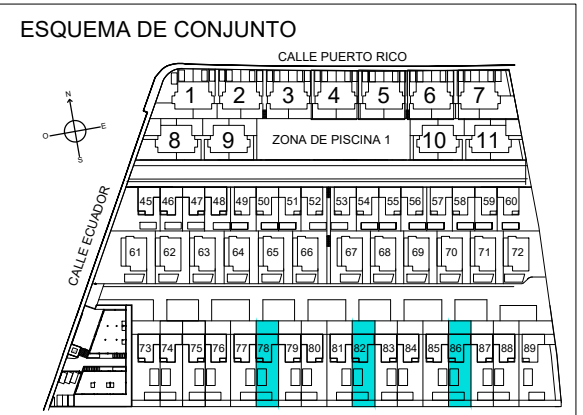 ESQUEMA DE CONJUNTO
CALLE PUERTO RICO
N
O E
S
1 2 3 4 5 6 7
8 9 ZONA DE PISCINA 1 10 11
CALLE ECUADOR
45 46 47 48 49 50 51 52 53 54 55 56 57 58 59 60
61 62 63 64 65 66 67 68 69 70 71 72
73 74 75 76 77 78 79 80 81 82 83 84 85 86 87 88 89